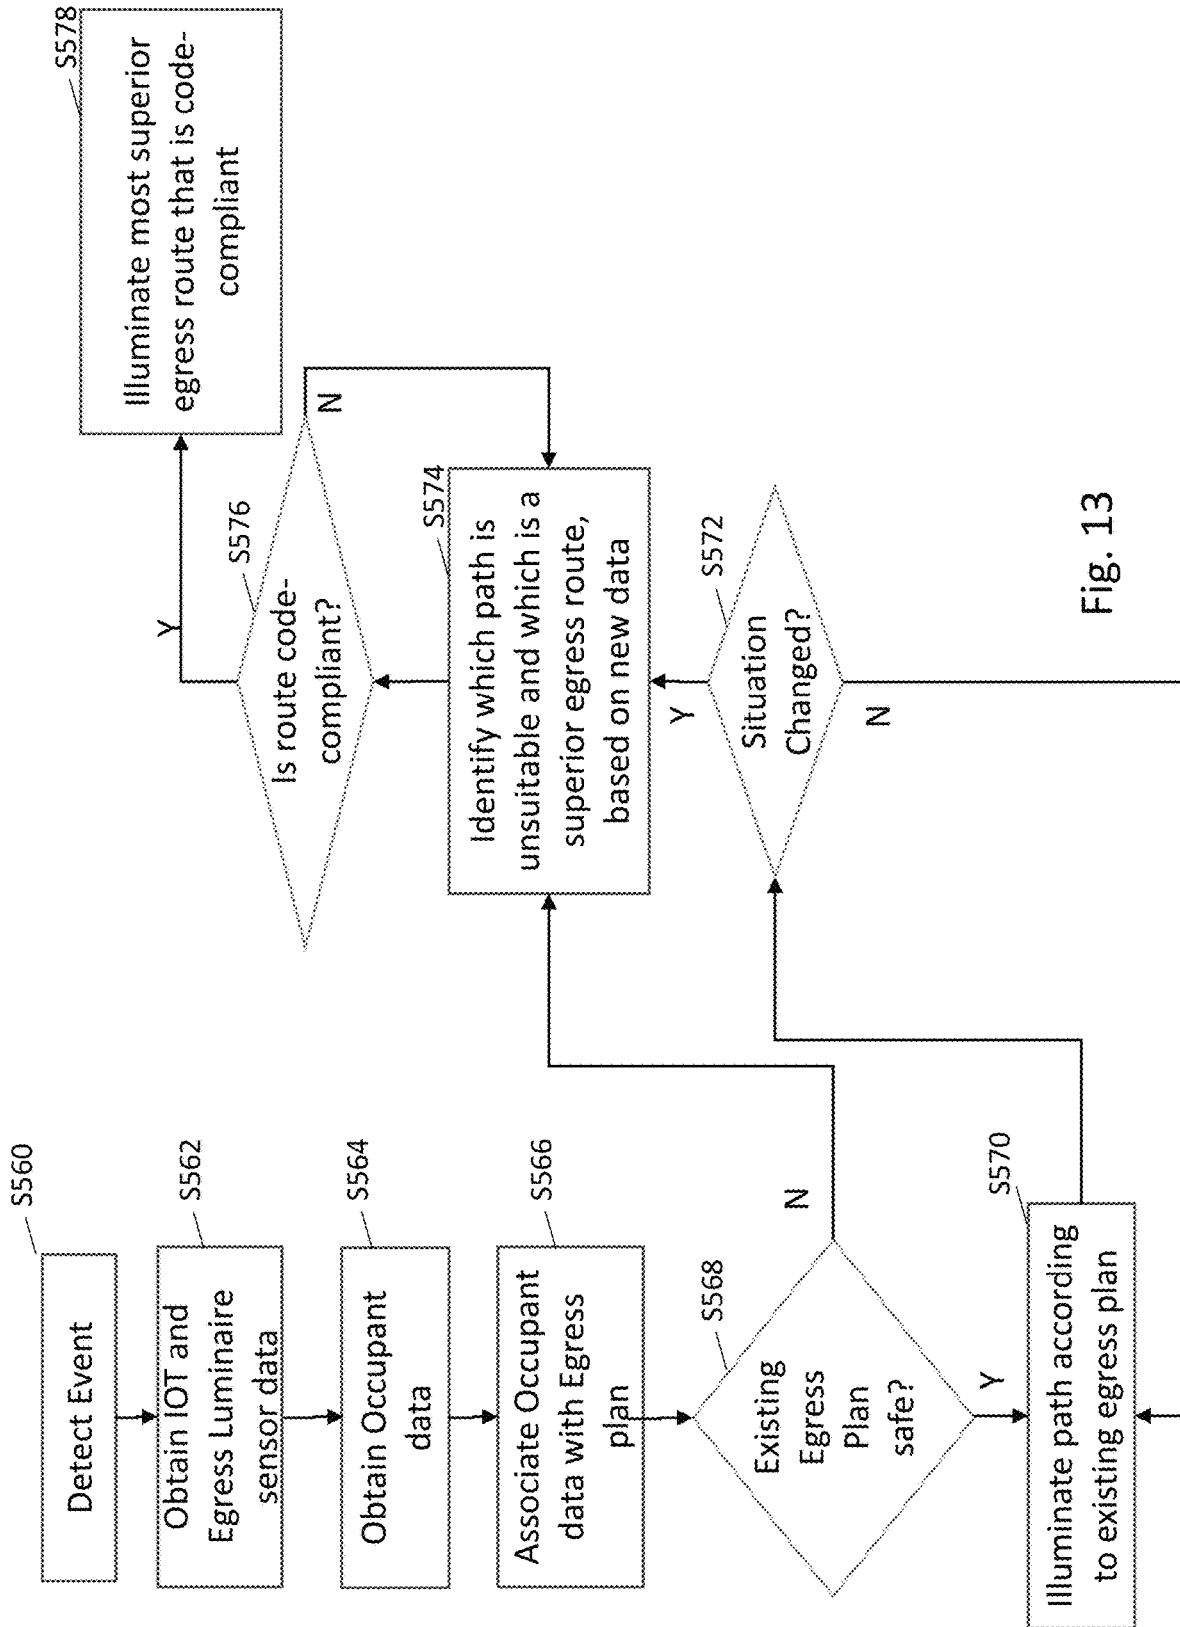 S560
Detect Event
S562
Obtain IOT and
Egress Luminaire
sensor data
S564
Obtain Occupant
data
S566
Associate Occupant
data with Egress
plan
S568
Existing
Egress
Plan
safe?
N
Y
S570
Illuminate path according
to existing egress plan
S572
Situation
Changed?
Y
N
S574
Identify which path is
unsuitable and which is a
superior egress route,
based on new data
S576
Is route code-
compliant?
N
Y
S578
Illuminate most superior
egress route that is code-
compliant
Fig. 13